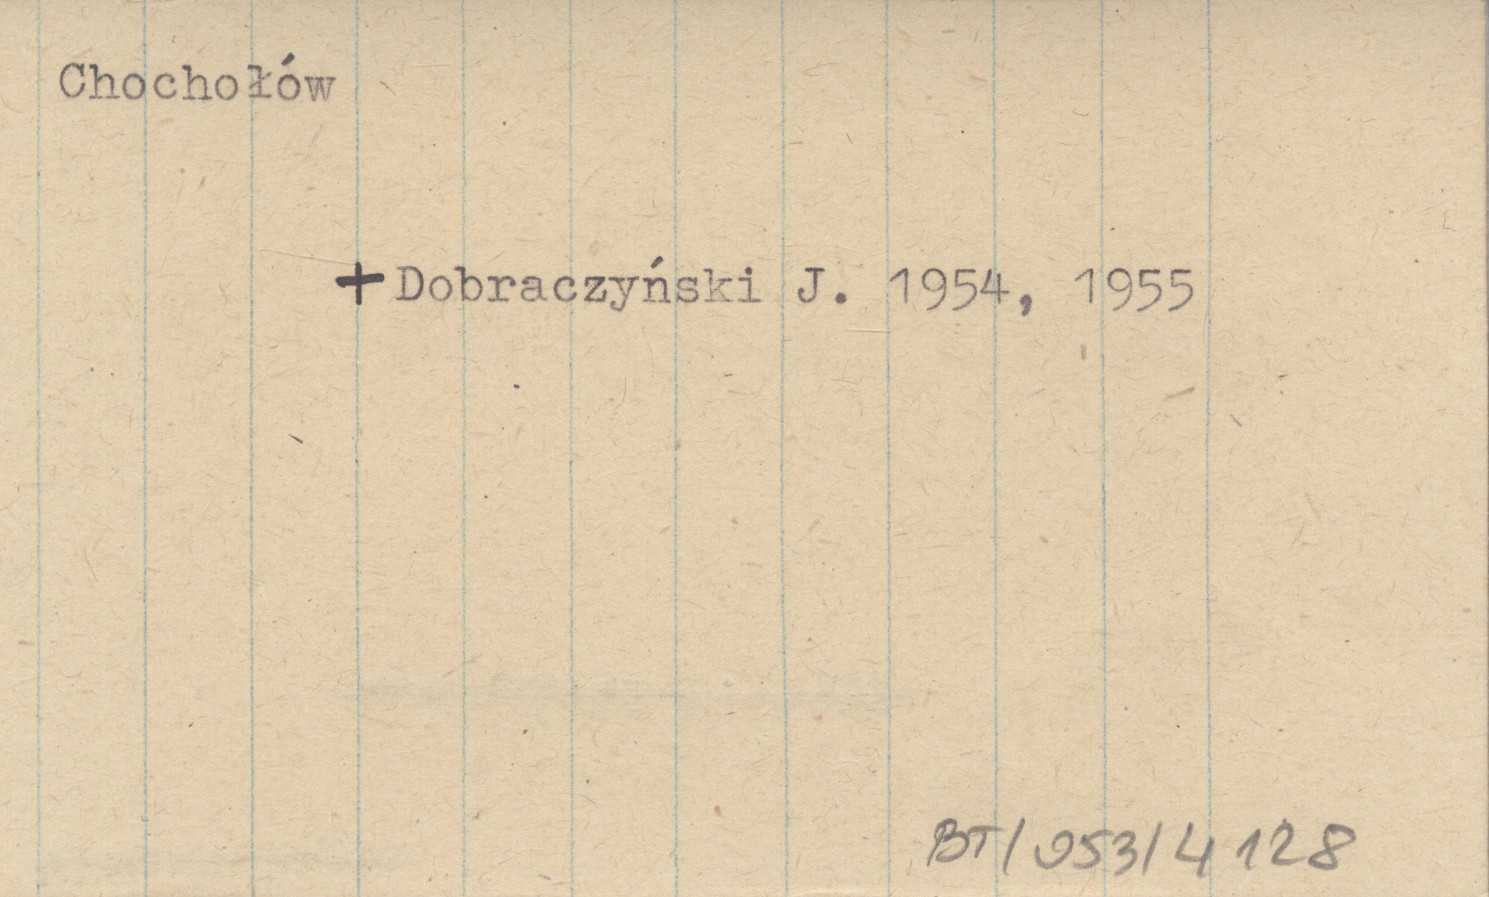 Chochołów
+ Dobraczyński J. 1954, 1955
BT/053/4128